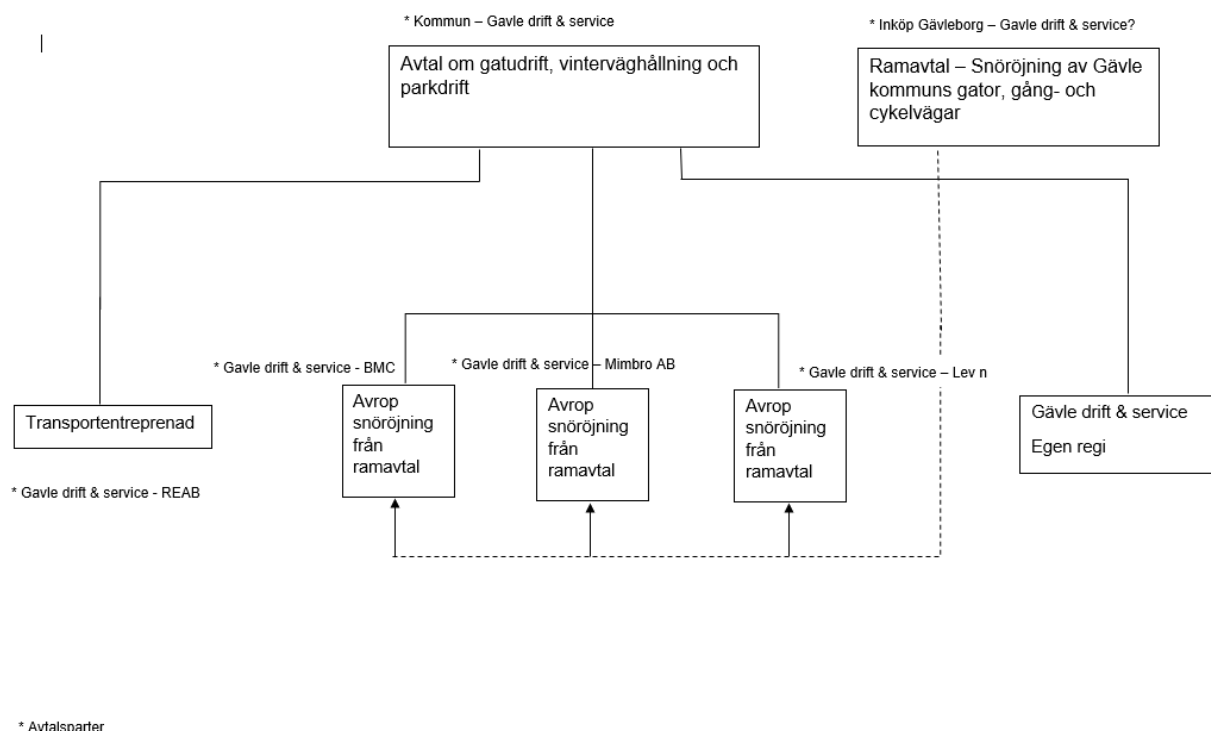 * Kommun – Gavle drift & service
* Inköp Gävleborg – Gavle drift & service?
Avtal om gatudrift, vinterväghållning och
parkdrift
Ramavtal – Snöröjning av Gävle
kommuns gator, gång- och
cykelvägar
* Gavle drift & service - BMC
* Gavle drift & service – Mimbro AB
* Gavle drift & service – Lev n
Transportentreprenad
Avrop
snöröjning
från
ramavtal
Avrop
snöröjning
från
ramavtal
Avrop
snöröjning
från
ramavtal
Gävle drift & service
Egen regi
* Gavle drift & service - REAB
* Avtalsparter